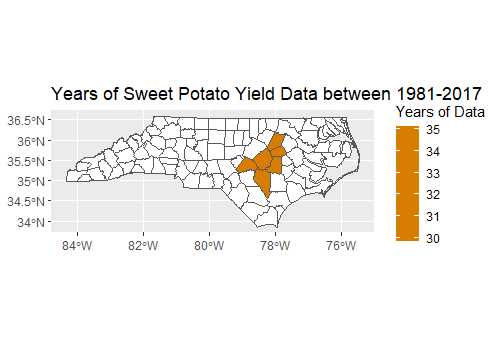 Years of Sweet Potato Yield Data between 1981-2017
Years of Data
36.5°N
36°N
35.5°N
35°N
34.5°N
34°N
35
34
33
32
31
30
84°W
82°W
80°W
78°W
76°W